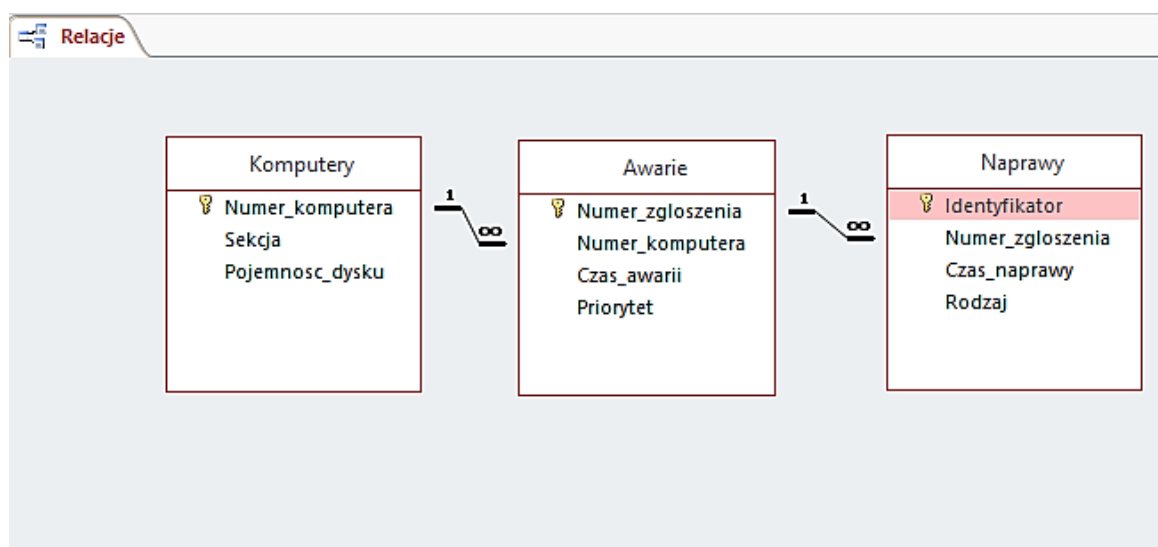 Relacje
Komputery
Numer_komputera
Sekcja
Pojemnosc_dysku
1
∞
Awarie
Numer_zgloszenia
Numer_komputera
Czas_awarii
Priorytet
1
∞
Naprawy
Identyfikator
Numer_zgloszenia
Czas_naprawy
Rodzaj